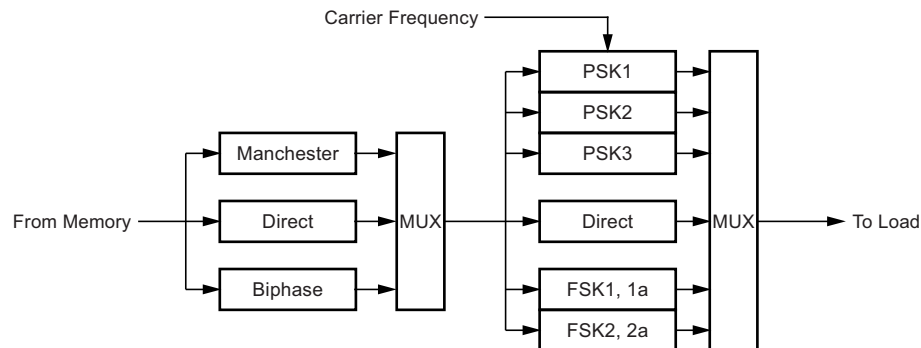 Carrier Frequency
PSK1
PSK2
PSK3
Manchester
From Memory
Direct
MUX
Direct
MUX
To Load
Biphase
FSK1, 1a
FSK2, 2a